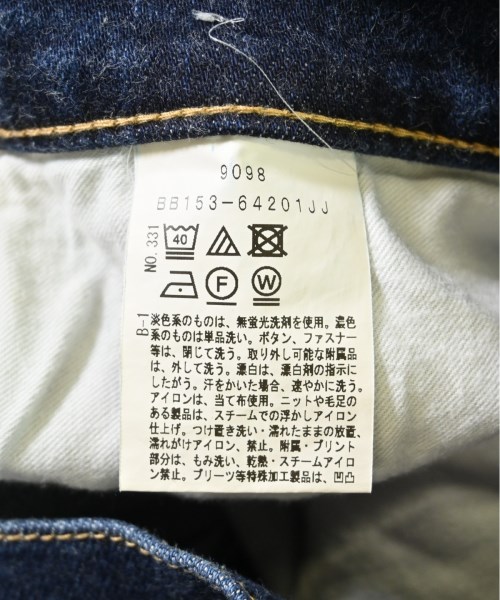 9098
BB153-64201JJ
NO. 331
40
F W
B-1
淡色系のものは、無蛍光洗剤を使用。濃色
系のものは単品洗い。ボタン、ファスナー
等は、閉じて洗う。取り外し可能な附属品
は、外して洗う。漂白は、漂白剤の指示に
したがう。汗をかいた場合、速やかに洗う。
アイロンは、当て布使用。ニットや毛足の
ある製品は、スチームでの浮かしアイロン
仕上げ。つけ置き洗い・濡れたままの放置、
濡れがけアイロン、禁止。附属・プリント
部分は、もみ洗い、乾熱・スチームアイロ
ン禁止。プリーツ等特殊加工製品は、凹凸